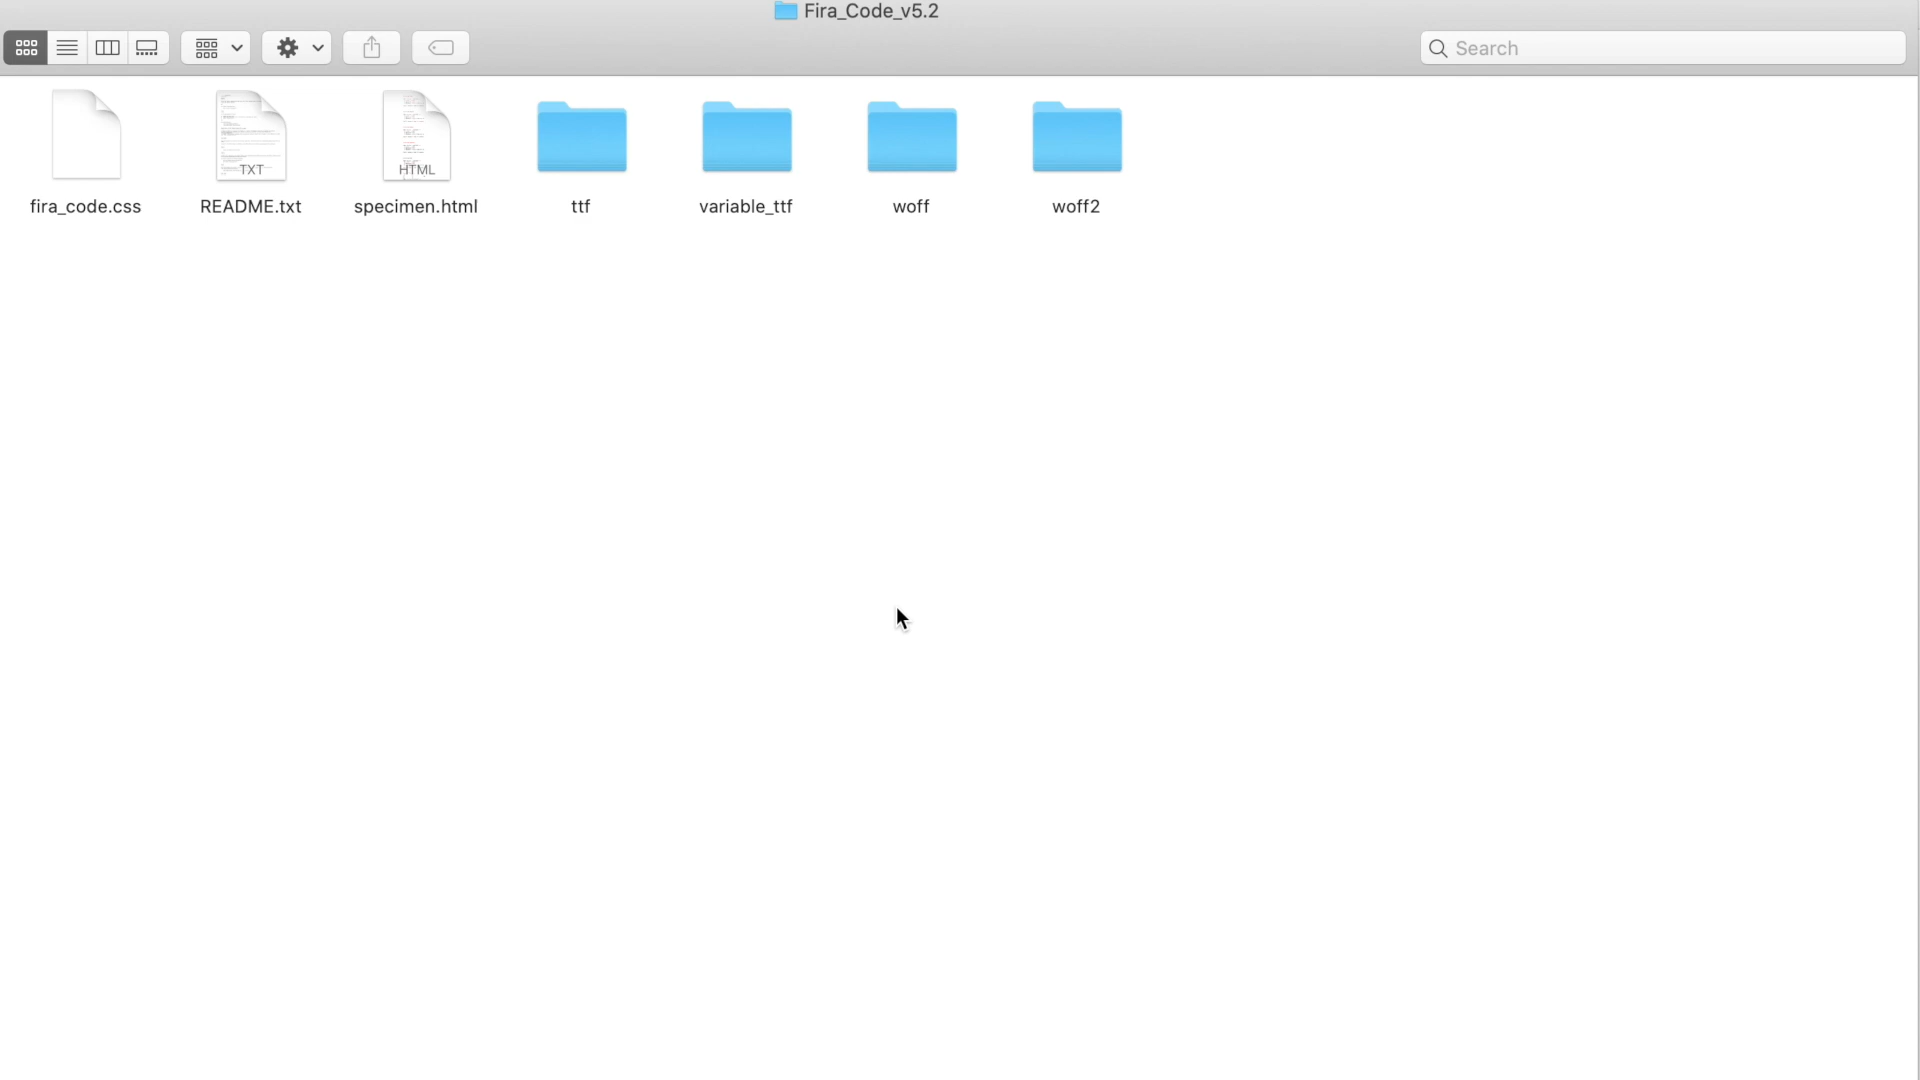 Fira_Code_v5.2
Search
TXT
HTML
fira_code.css
README.txt
specimen.html
ttf
variable_ttf
woff
woff2